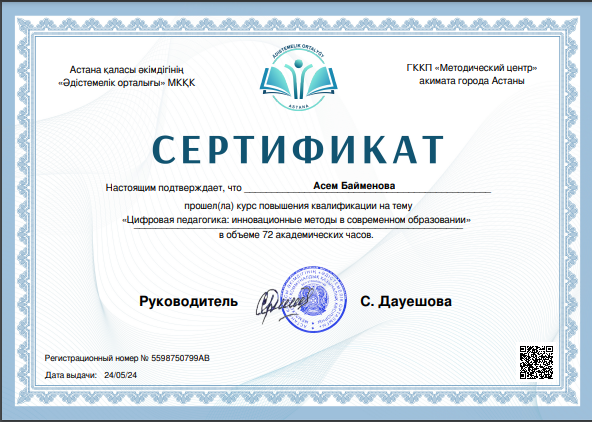 Астана қаласы әкімдігінің
«Әдістемелік орталығы» МКҚК
ӘДІСТЕМЕЛІК ОРТАЛЫҒЫ
ASTANA
ГККП «Методический центр»
акимата города Астаны
СЕРТИФИКАТ
Настоящим подтверждает, что Асем Байменова
прошел(ла) курс повышения квалификации на тему
«Цифровая педагогика: инновационные методы в современном образовании»
в объеме 72 академических часов.
Руководитель С. Дауешова
Регистрационный номер № 5598750799AB
Дата выдачи: 24/05/24